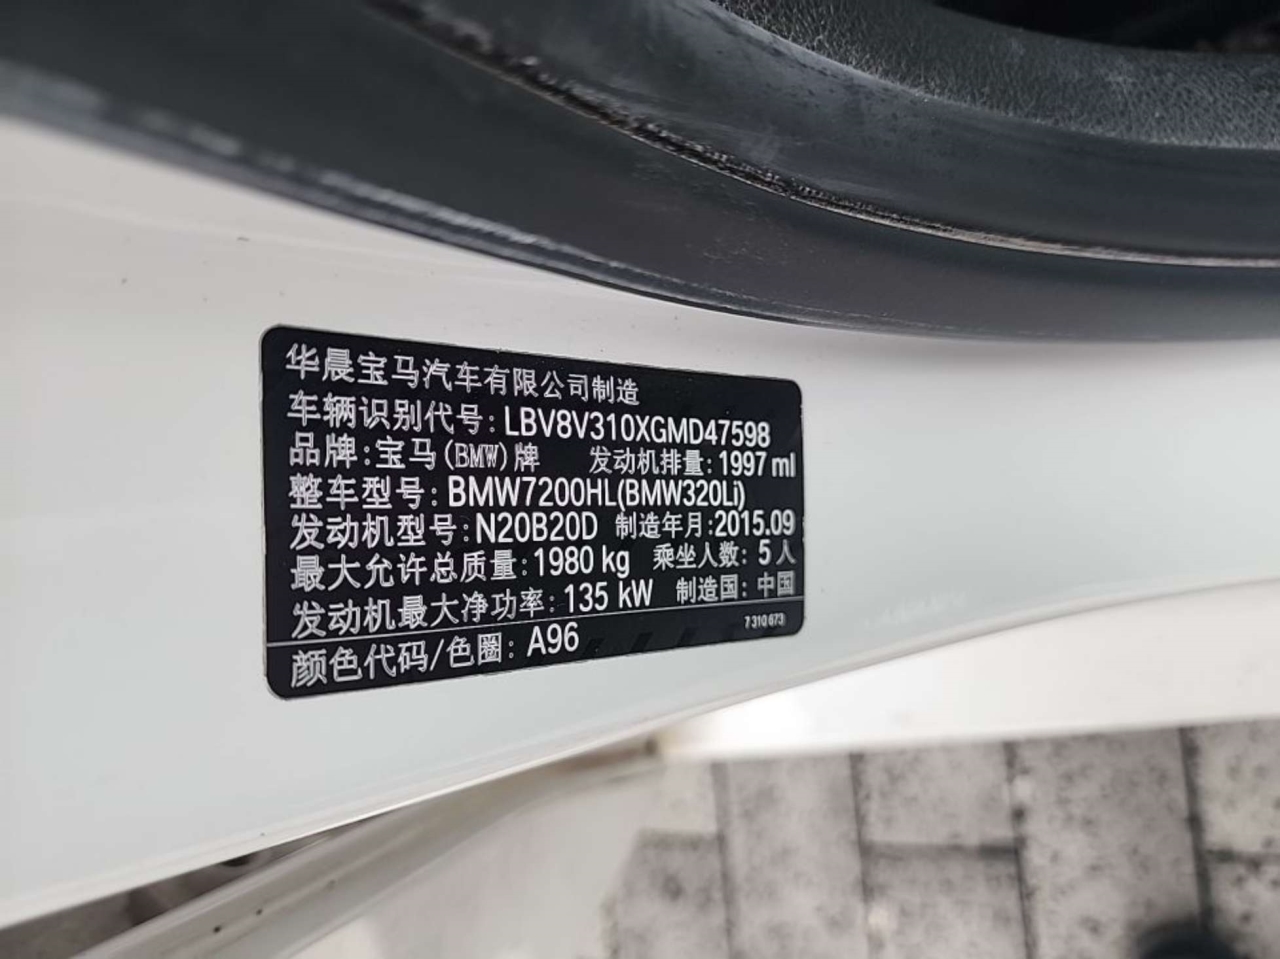 华晨宝马汽车有限公司制造
车辆识别代号: LBV8V310XGMD47598
品牌:宝马(BMW)牌 发动机排量: 1997 ml
整车型号: BMW7200HL(BMW320Li)
发动机型号: N20B20D 制造年月:2015.09
最大允许总质量: 1980 kg 乘坐人数: 5人
发动机最大净功率: 135 kW 制造国: 中国
7310673
颜色代码/色圈: A96